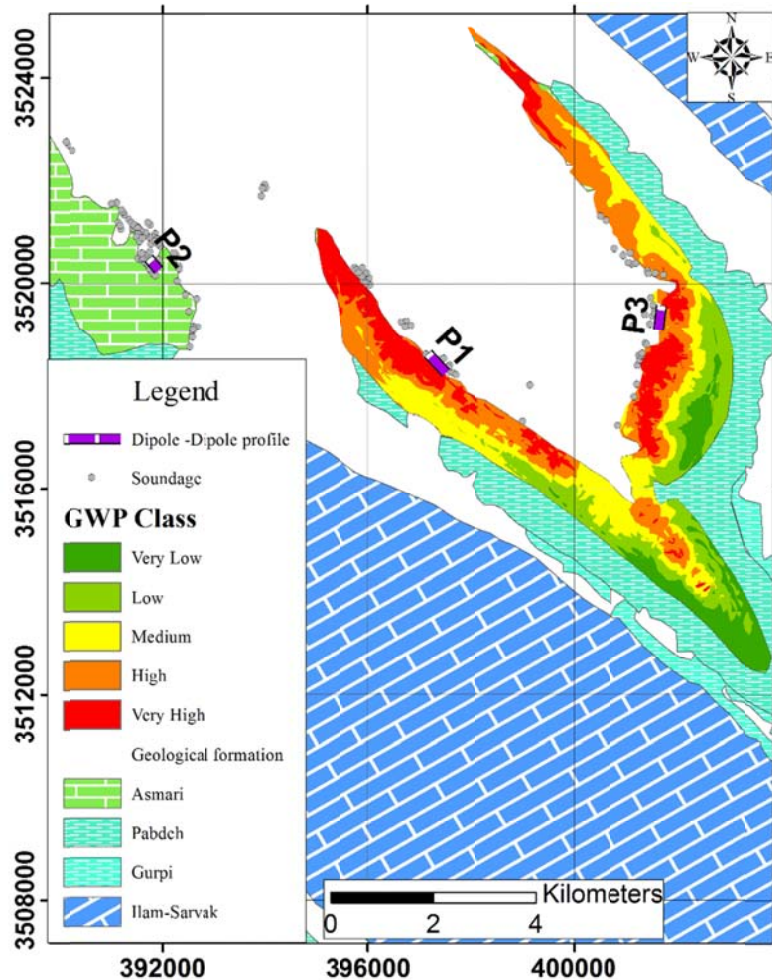 N
W E
S
3524000
3520000
3516000
3512000
3508000
P2
P1
P3
Legend
Dipole -Dipole profile
Soundage
GWP Class
Very Low
Low
Medium
High
Very High
Geological formation
Asmari
Pabdeh
Gurpi
Ilam-Sarvak
Kilometers
0 2 4
392000 396000 400000